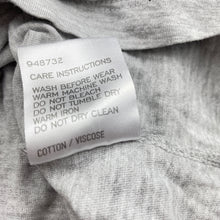 948732
CARE INSTRUCTIONS
WASH BEFORE WEAR
WARM MACHINE WASH
DO NOT BLEACH
DO NOT TUMBLE DRY
WARM IRON
DO NOT DRY CLEAN
COTTON / VISCOSE